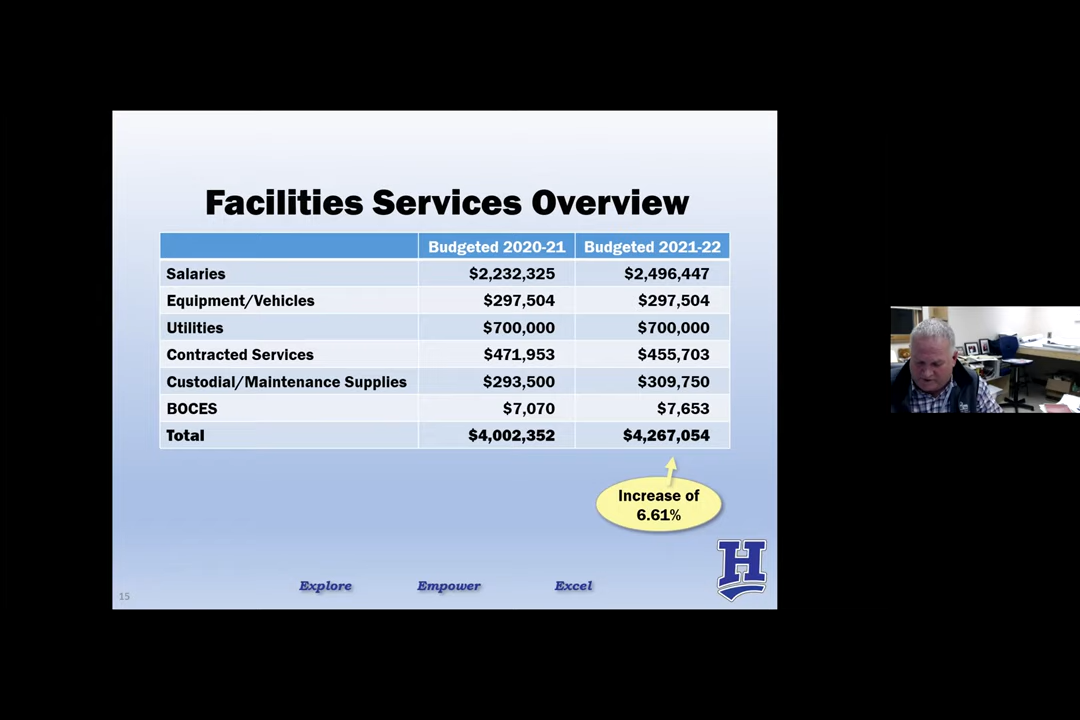 Facilities Services Overview
Budgeted 2020-21 Budgeted 2021-22
Salaries $2,232,325 $2,496,447
Equipment/Vehicles $297,504 $297,504
Utilities $700,000 $700,000
Contracted Services $471,953 $455,703
Custodial/Maintenance Supplies $293,500 $309,750
BOCES $7,070 $7,653
Total $4,002,352 $4,267,054
Increase of
6.61%
H
Explore Empower Excel
15